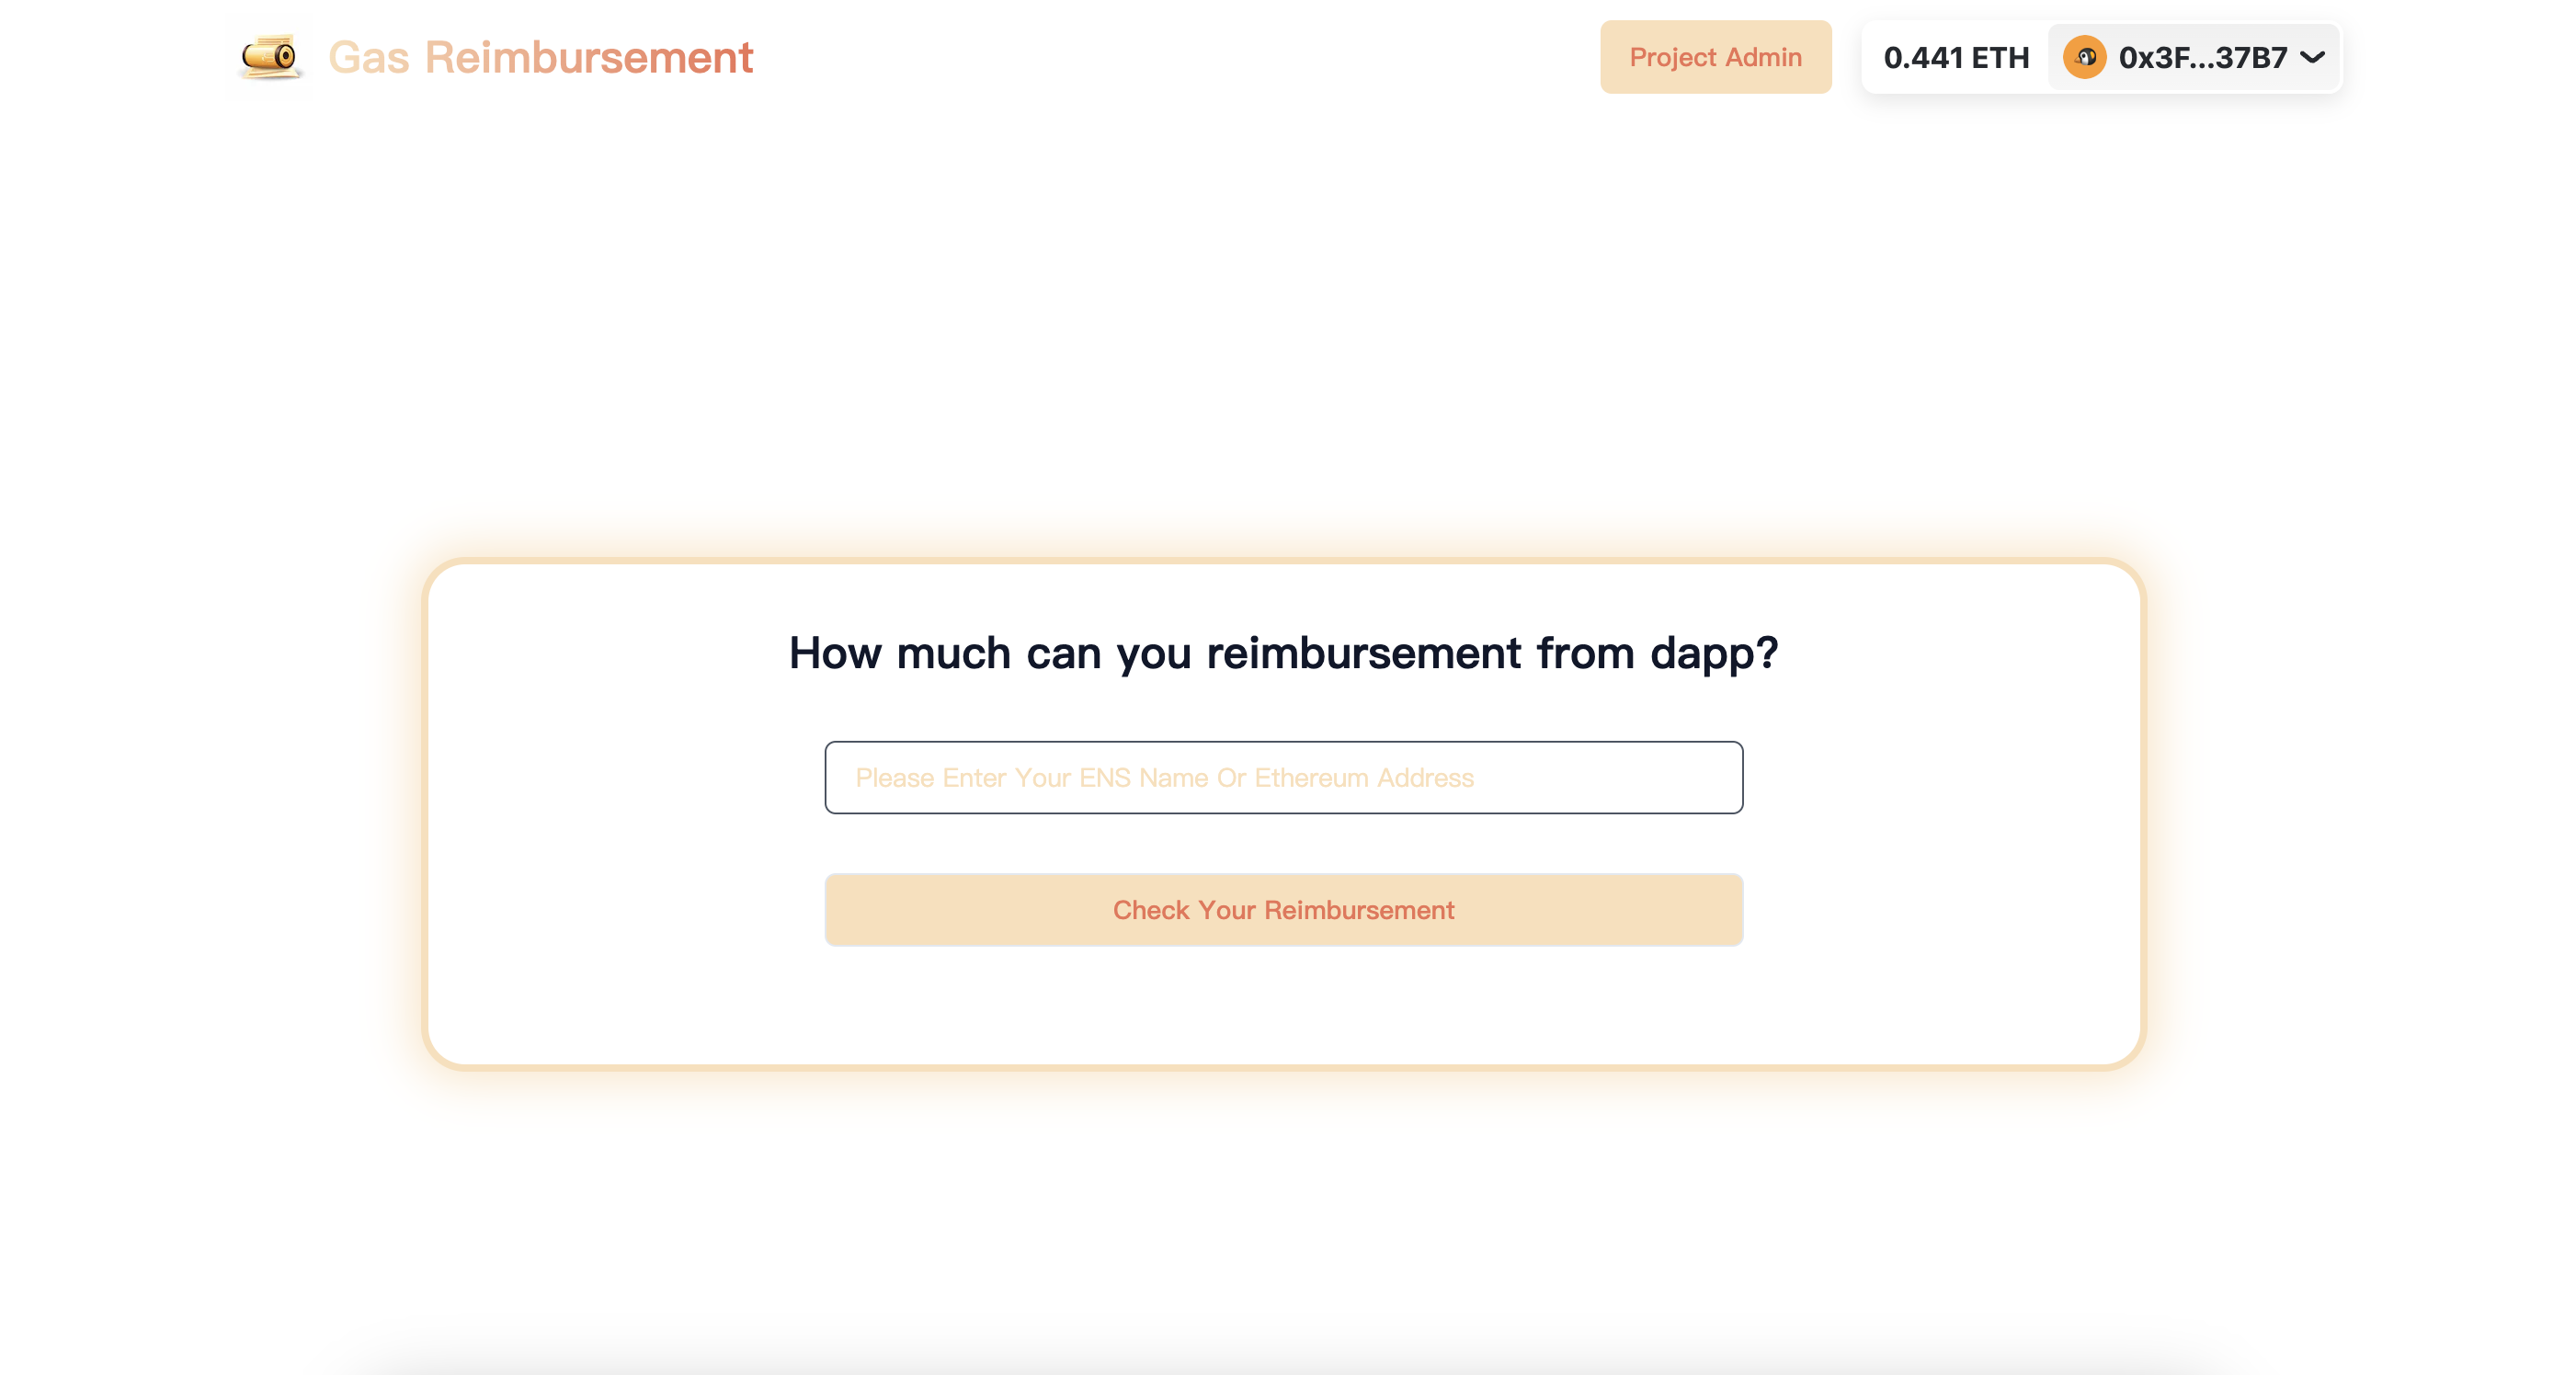 Gas Reimbursement
Project Admin
0.441 ETH
0x3F...37B7
How much can you reimbursement from dapp?
Please Enter Your ENS Name Or Ethereum Address
Check Your Reimbursement